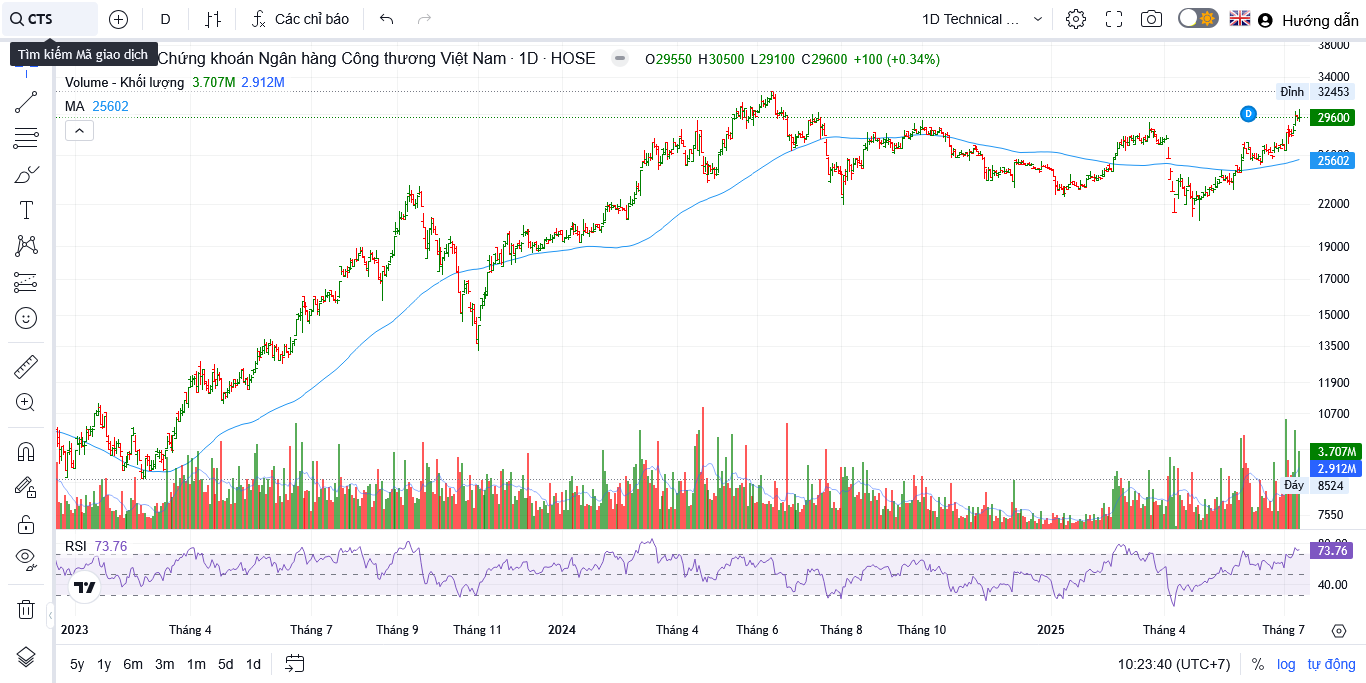 CTS D Các chỉ báo 1D Technical ... Hướng dẫn
Tìm kiếm Mã giao dịch
Chứng khoán Ngân hàng Công thương Việt Nam · 1D · HOSE O29550 H30500 L29100 C29600 +100 (+0.34%)
Volume - Khối lượng 3.707M 2.912M
MA 25602
38000
34000
Đỉnh 32453
D
29600
25602
22000
19000
17000
15000
13500
11900
10700
3.707M
2.912M
Đáy 8524
7550
RSI 73.76
73.76
40.00
2023 Tháng 4 Tháng 7 Tháng 9 Tháng 11 2024 Tháng 4 Tháng 6 Tháng 8 Tháng 10 2025 Tháng 4 Tháng 7
5y 1y 6m 3m 1m 5d 1d 10:23:40 (UTC+7) % log tự động